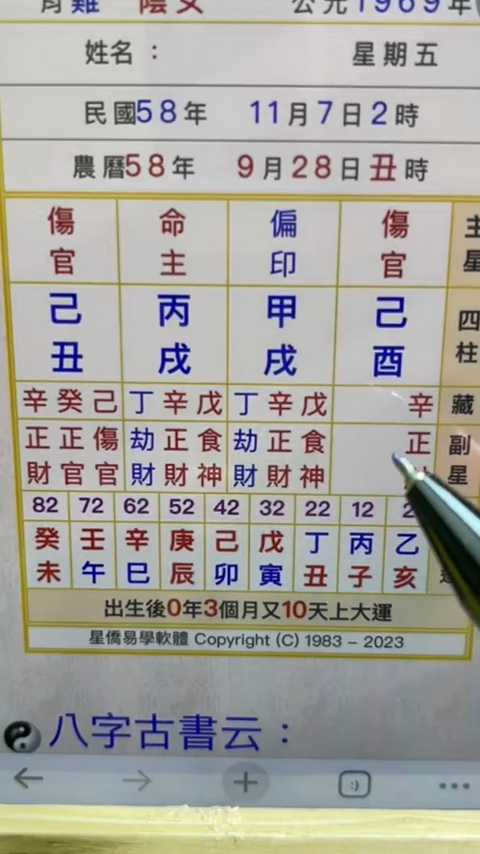 肖雞 陰女 公元1969年
姓名： 星期五
民國58年 11月7日2時
農曆58年 9月28日丑時
傷官 命主 偏印 傷官 主星
己丑 丙戌 甲戌 己酉 四柱
辛癸己 丁辛戊 丁辛戊 辛 藏
正財 正官 傷官 劫財 正財 食神 劫財 正財 食神 正 副星
82 72 62 52 42 32 22 12 2
癸未 壬午 辛巳 庚辰 己卯 戊寅 丁丑 丙子 乙亥
出生後0年3個月又10天上大運
星僑易學軟體 Copyright (C) 1983 - 2023
八字古書云：